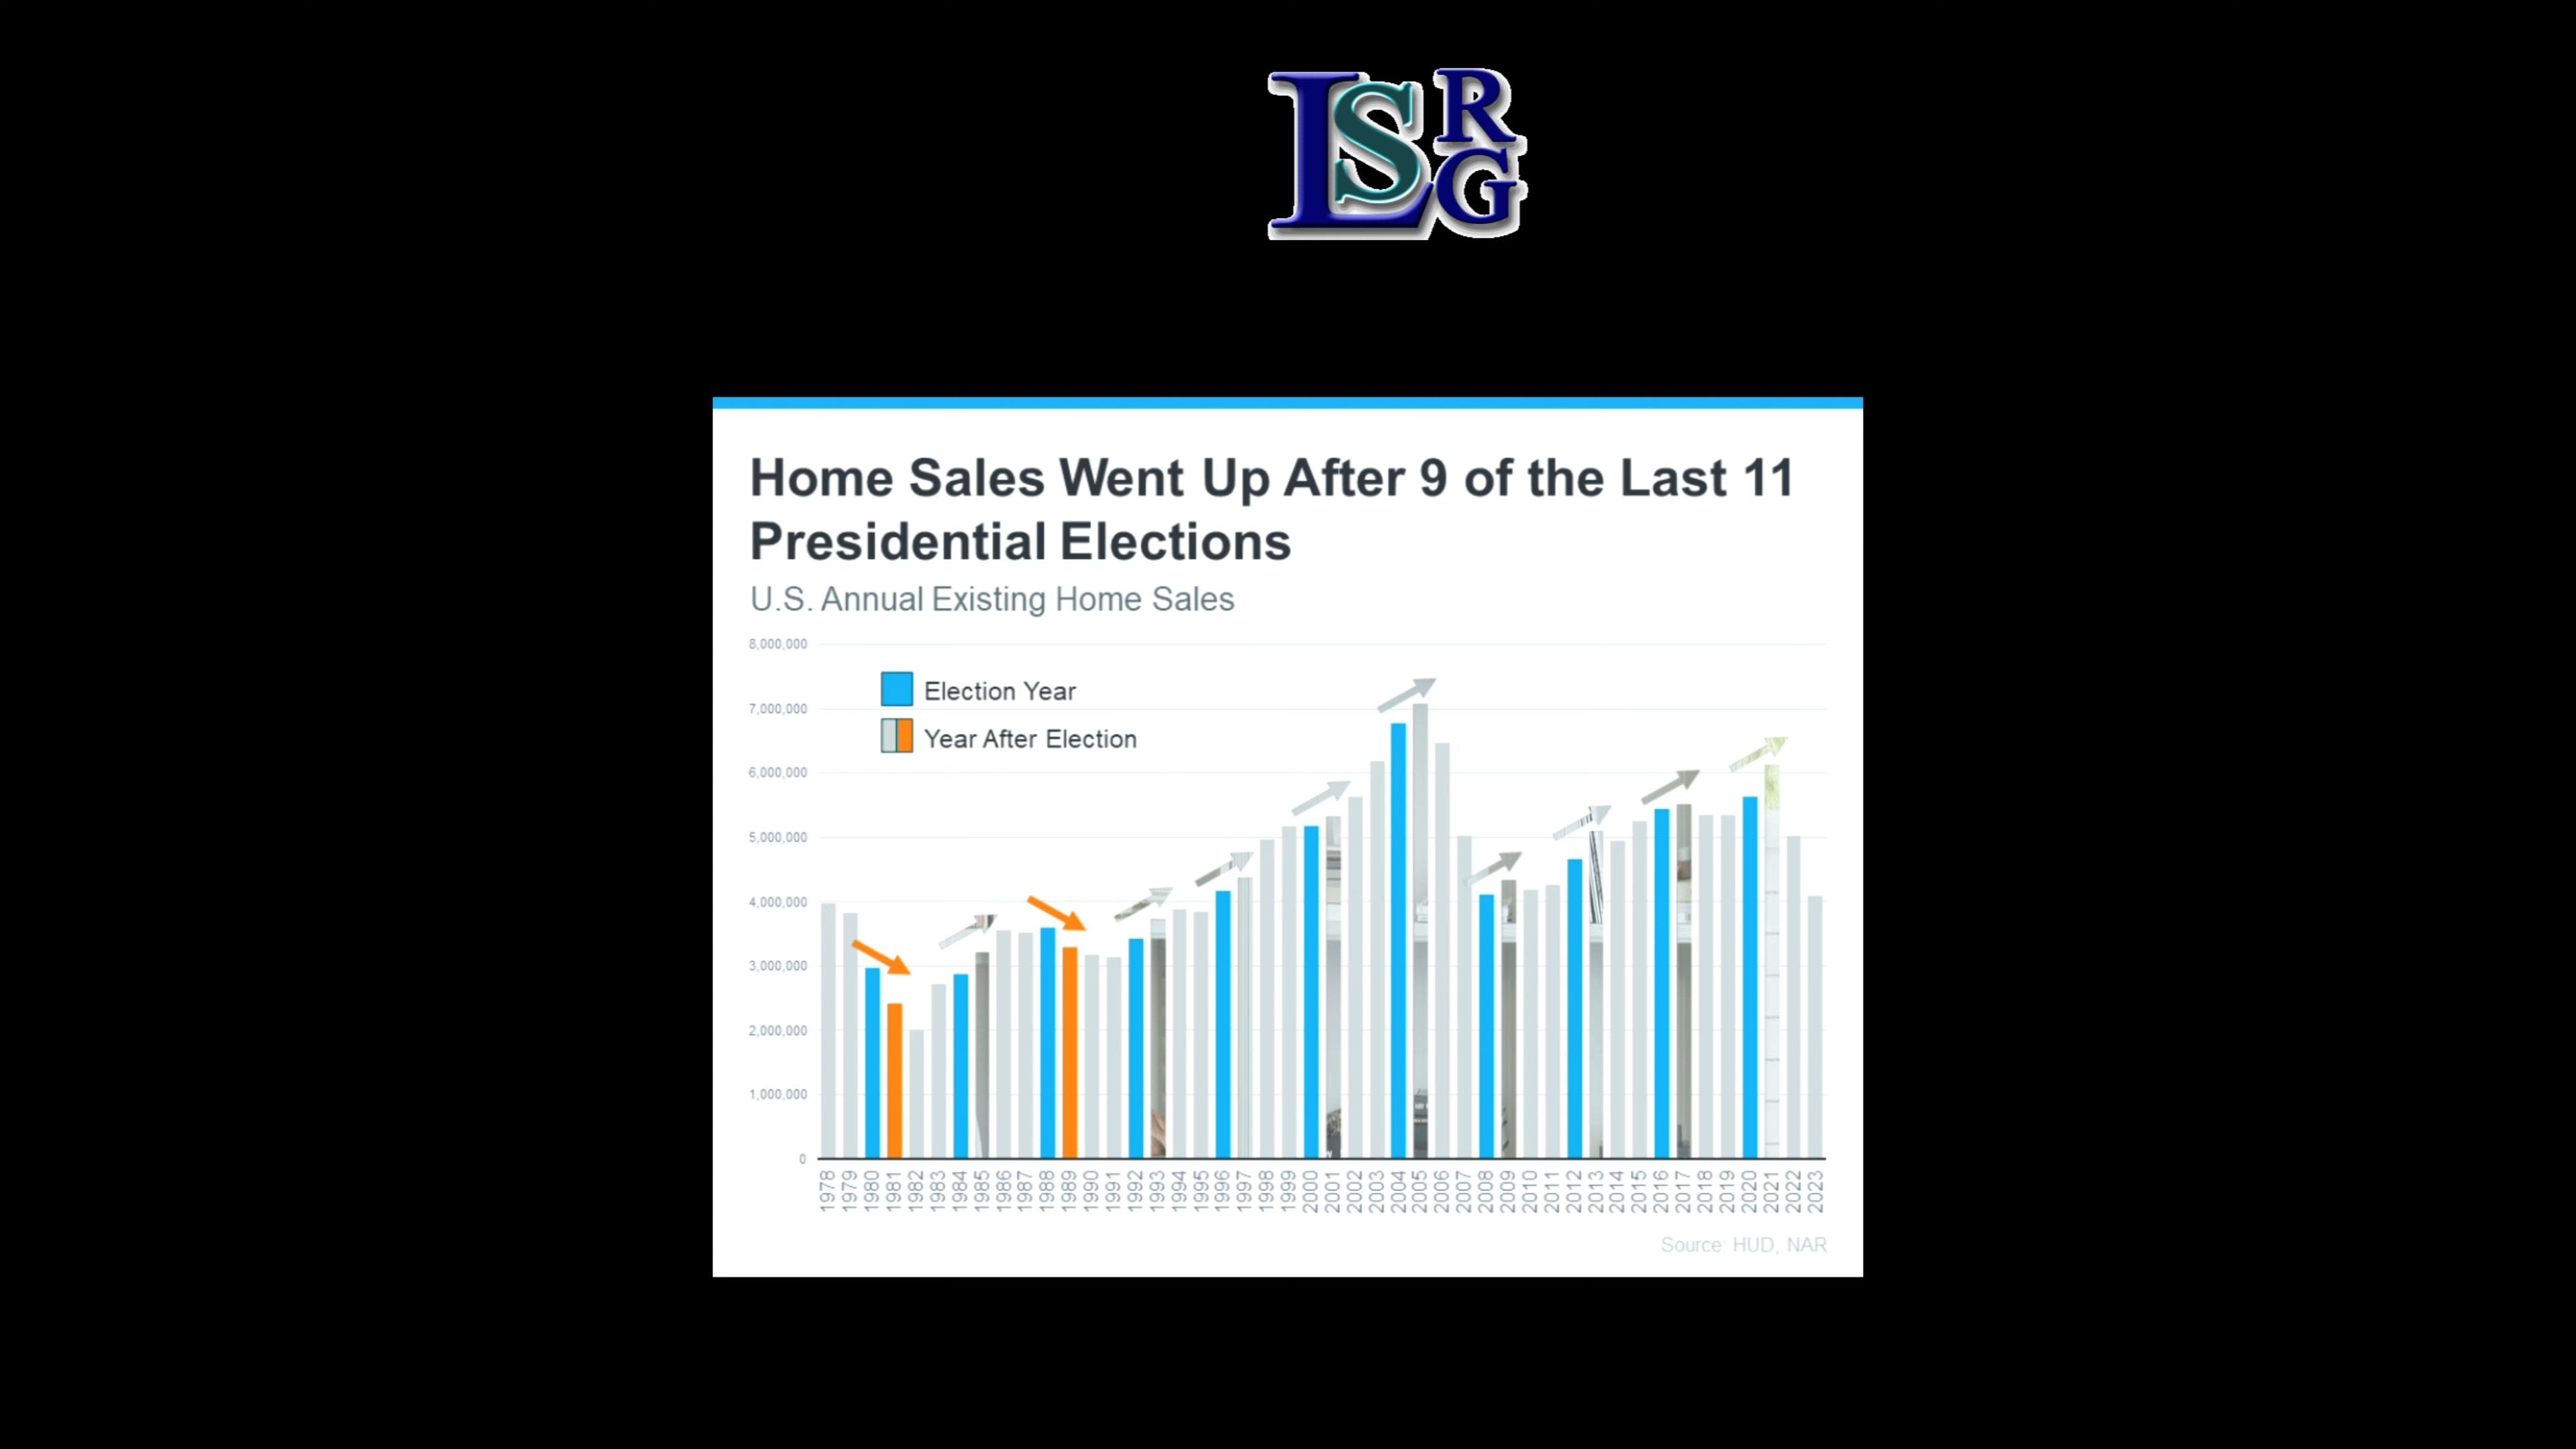 LSRG
Home Sales Went Up After 9 of the Last 11
Presidential Elections
U.S. Annual Existing Home Sales
8,000,000
Election Year
7,000,000
Year After Election
6,000,000
5,000,000
4,000,000
3,000,000
2,000,000
1,000,000
0
1978 1979 1980 1981 1982 1983 1984 1985 1986 1987 1988 1989 1990 1991 1992 1993 1994 1995 1996 1997 1998 1999 2000 2001 2002 2003 2004 2005 2006 2007 2008 2009 2010 2011 2012 2013 2014 2015 2016 2017 2018 2019 2020 2021 2022 2023
Source: HUD, NAR